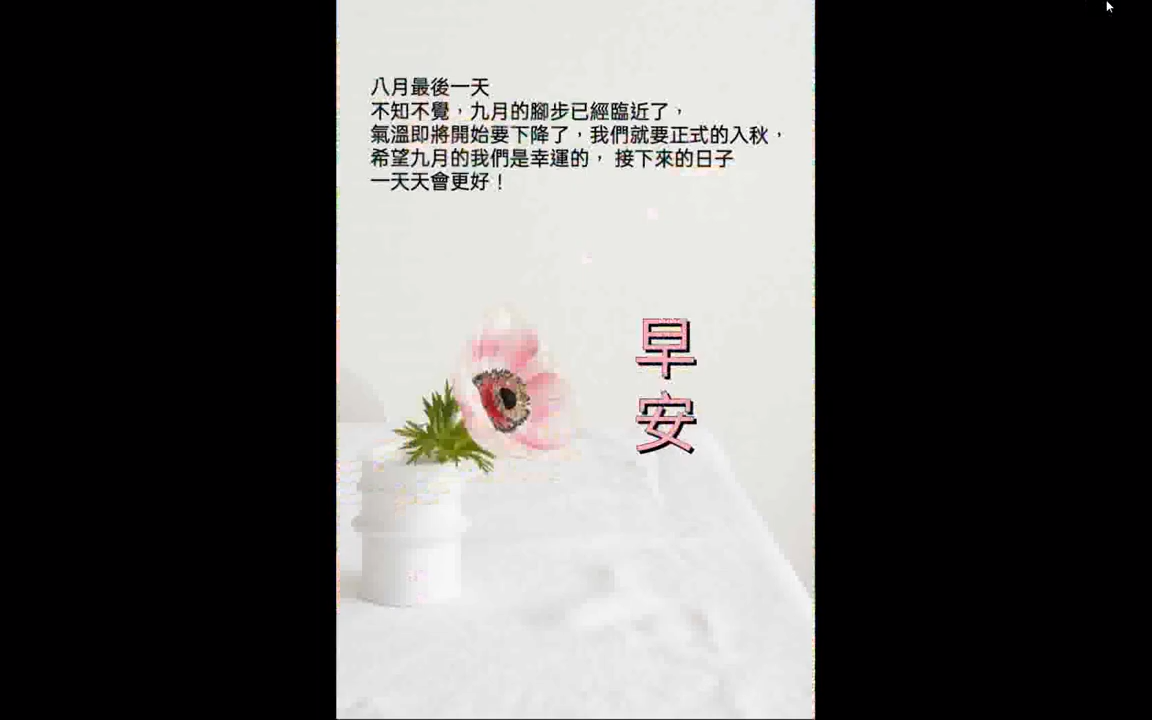 八月最後一天
不知不覺，九月的腳步已經臨近了，
氣溫即將開始要下降了，我們就要正式的入秋，
希望九月的我們是幸運的， 接下來的日子
一天天會更好！
早
安